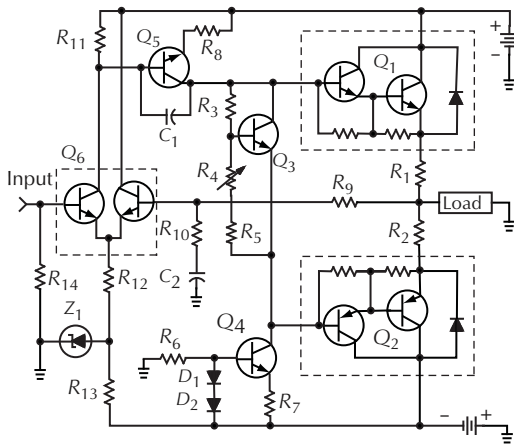 R11
Q5
R8
+
−
Q1
R3
C1
Q3
Q6
R4
R1
Input
R9
Load
R10
R5
R2
R14
R12
C2
Z1
Q4
R6
Q2
D1
R13
D2
R7
− +